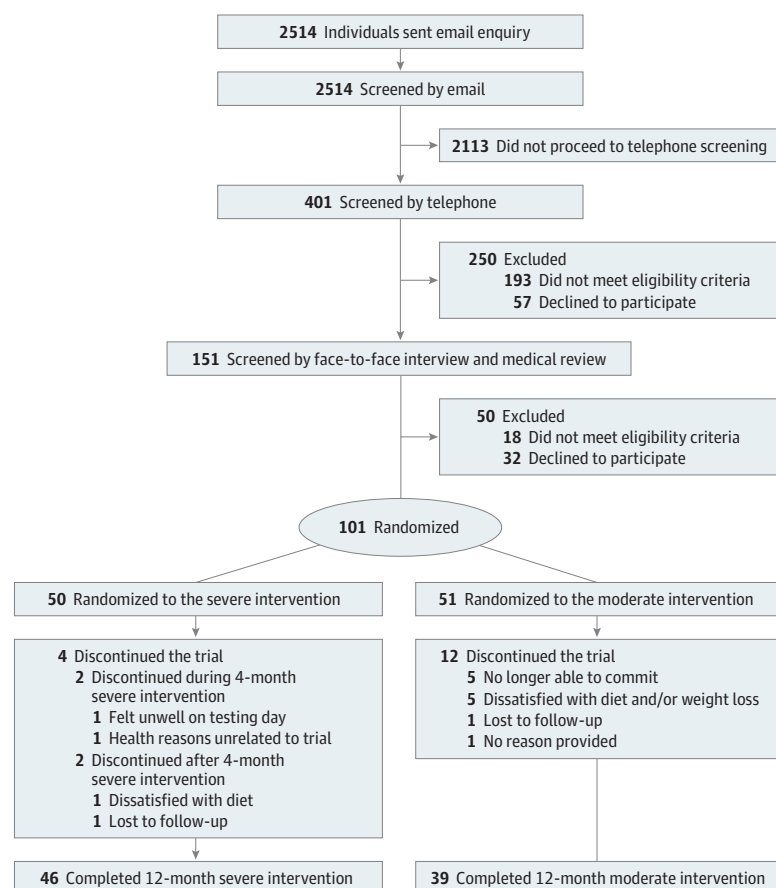 2514 Individuals sent email enquiry
2514 Screened by email
2113 Did not proceed to telephone screening
401 Screened by telephone
250 Excluded
193 Did not meet eligibility criteria
57 Declined to participate
151 Screened by face-to-face interview and medical review
50 Excluded
18 Did not meet eligibility criteria
32 Declined to participate
101 Randomized
50 Randomized to the severe intervention
4 Discontinued the trial
2 Discontinued during 4-month
severe intervention
1 Felt unwell on testing day
1 Health reasons unrelated to trial
2 Discontinued after 4-month
severe intervention
1 Dissatisfied with diet
1 Lost to follow-up
46 Completed 12-month severe intervention
51 Randomized to the moderate intervention
12 Discontinued the trial
5 No longer able to commit
5 Dissatisfied with diet and/or weight loss
1 Lost to follow-up
1 No reason provided
39 Completed 12-month moderate intervention